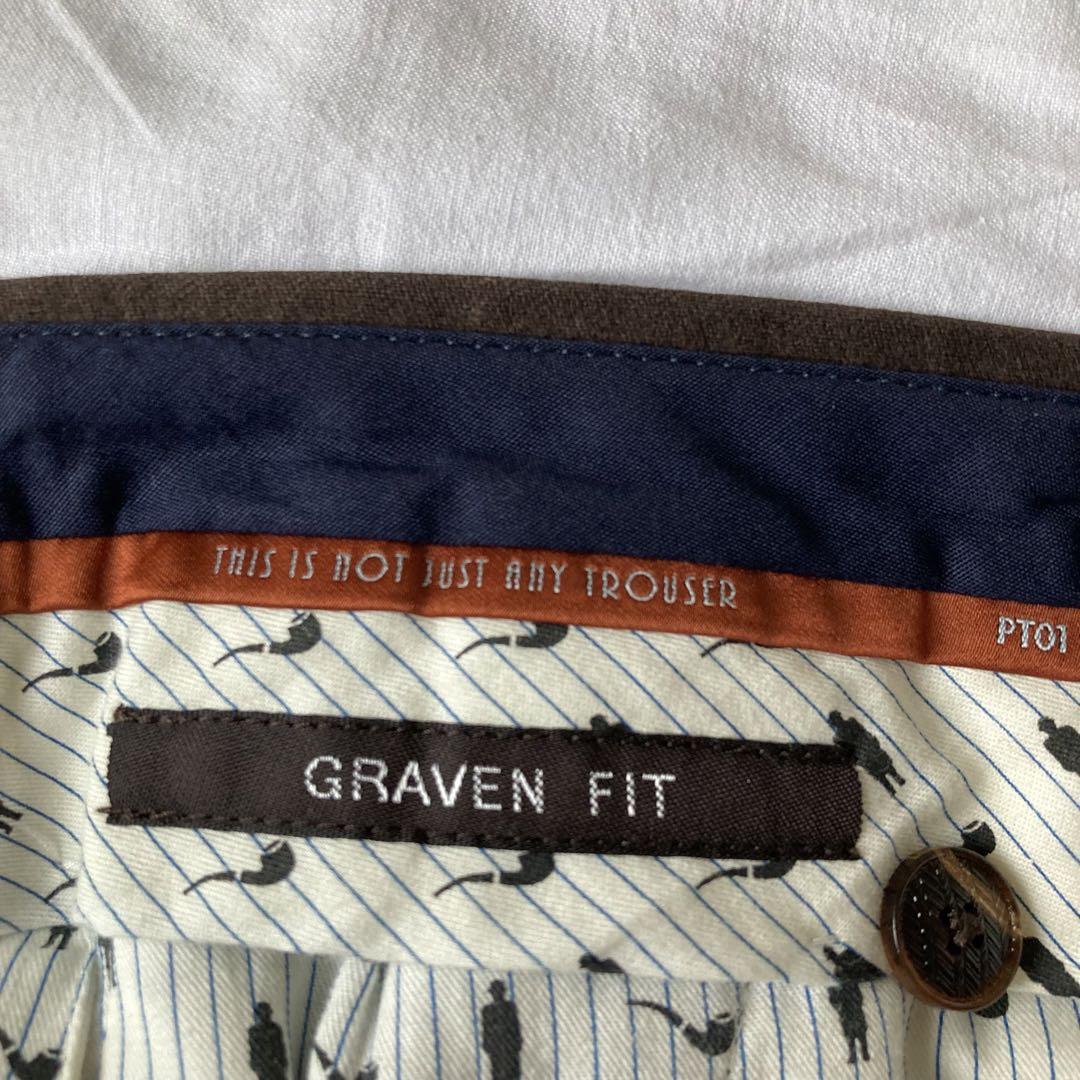 THIS IS NOT JUST ANY TROUSER
PT01
GRAVEN FIT